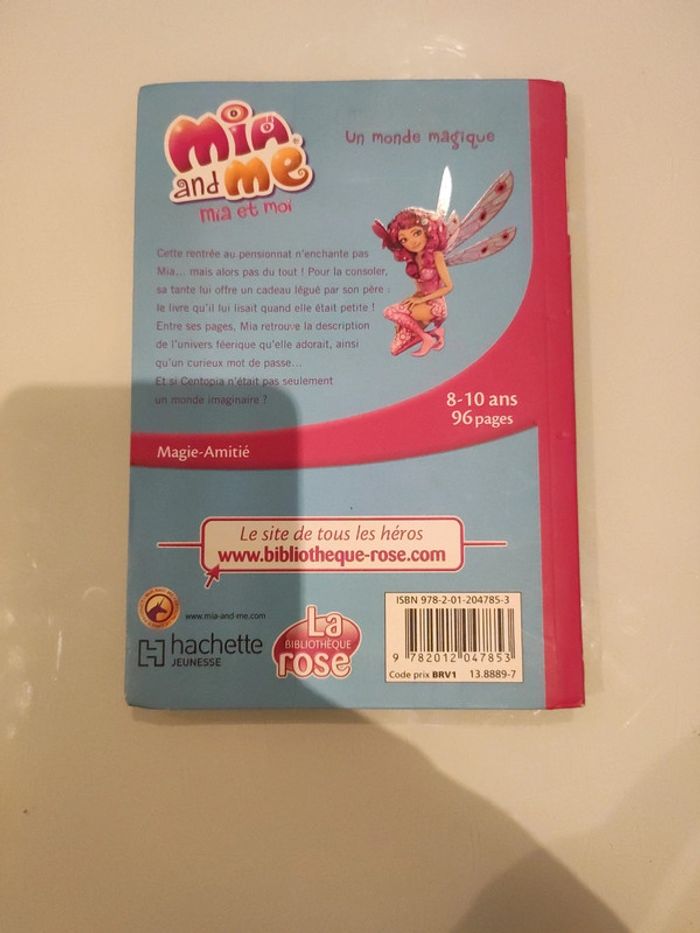 Mia
and me
mia et moi
Un monde magique
Cette rentrée au pensionnat n'enchante pas
Mia... mais alors pas du tout ! Pour la consoler,
sa tante lui offre un cadeau légué par son père :
le livre qu'il lui lisait quand elle était petite !
Entre ses pages, Mia retrouve la description
de l'univers féerique qu'elle adorait, ainsi
qu'un curieux mot de passe...
Et si Centopia n'était pas seulement
un monde imaginaire ?
8-10 ans
96 pages
Magie-Amitié
Le site de tous les héros
www.bibliotheque-rose.com
www.mia-and-me.com
hachette
JEUNESSE
La
BIBLIOTHÈQUE
rose
ISBN 978-2-01-204785-3
9 782012 047853
Code prix BRV1 13.8889-7